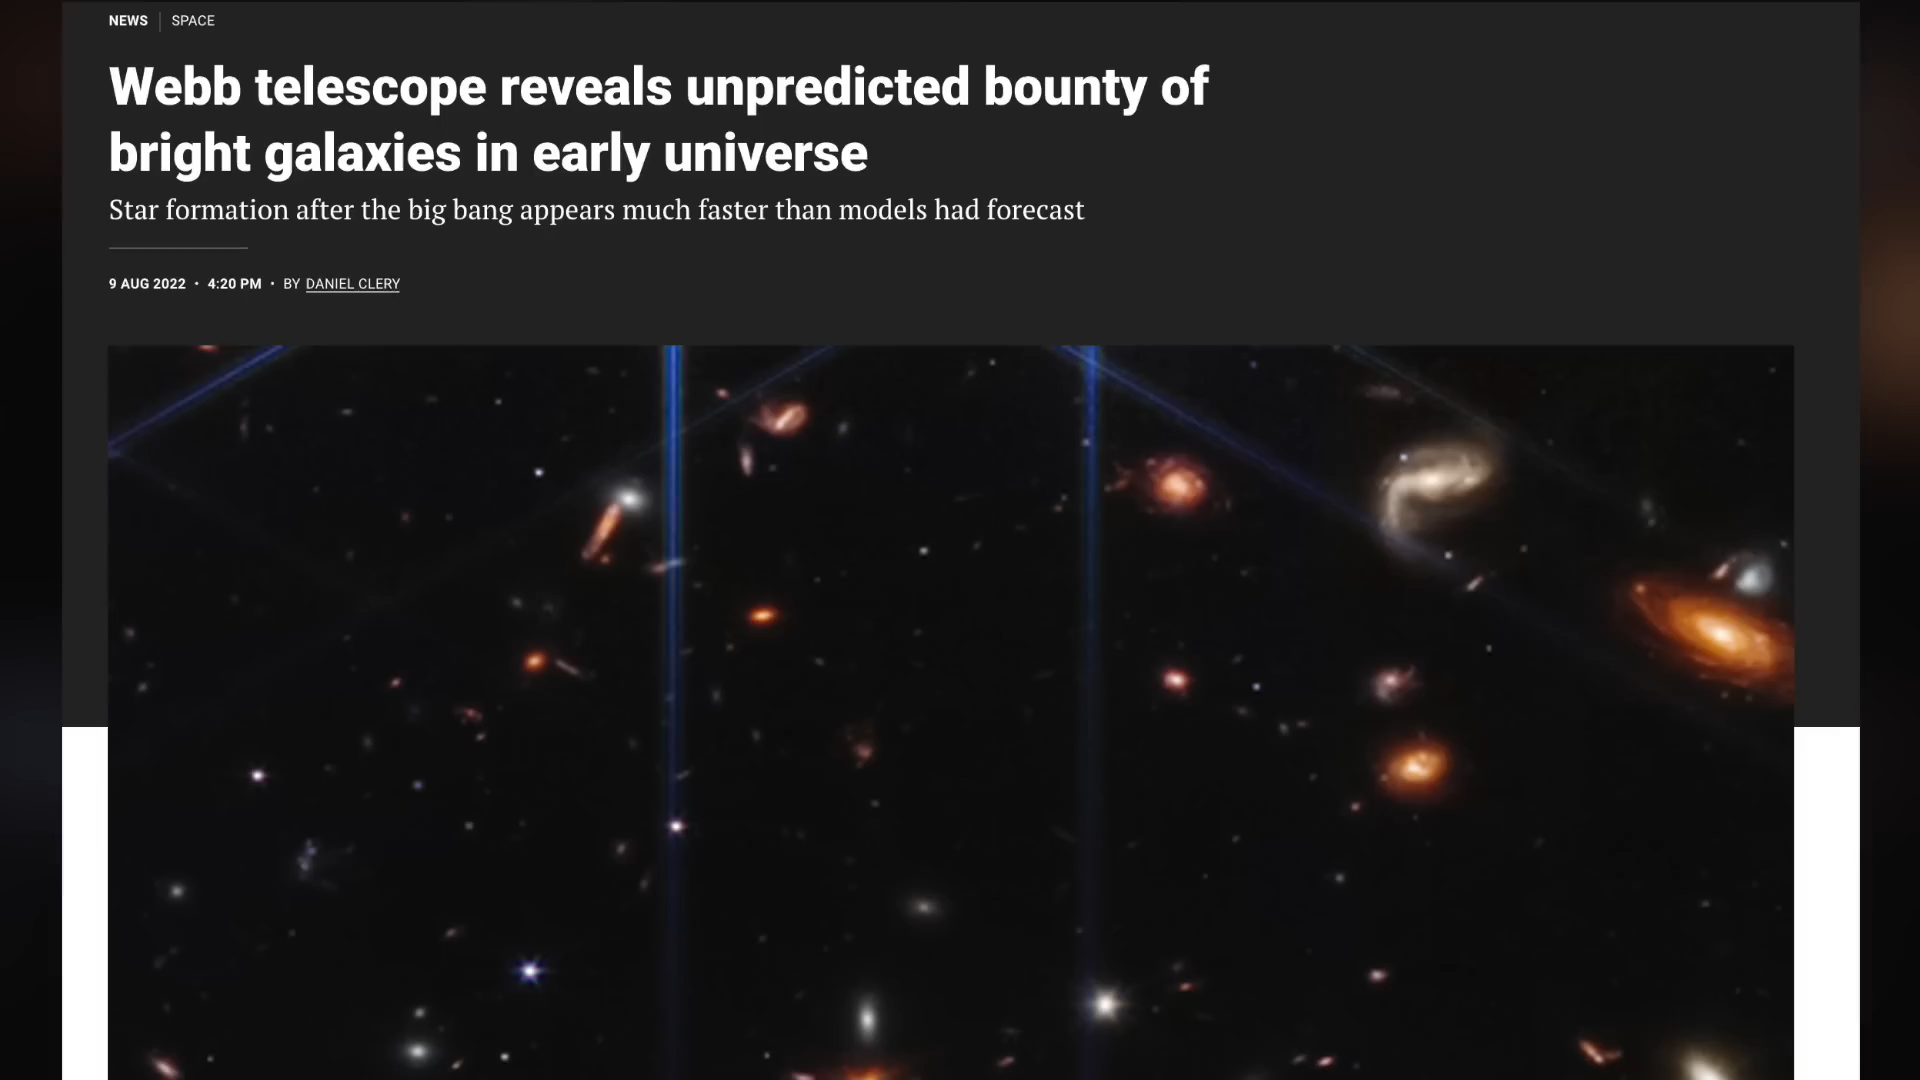 NEWS | SPACE
Webb telescope reveals unpredicted bounty of
bright galaxies in early universe
Star formation after the big bang appears much faster than models had forecast
9 AUG 2022 • 4:20 PM • BY DANIEL CLERY